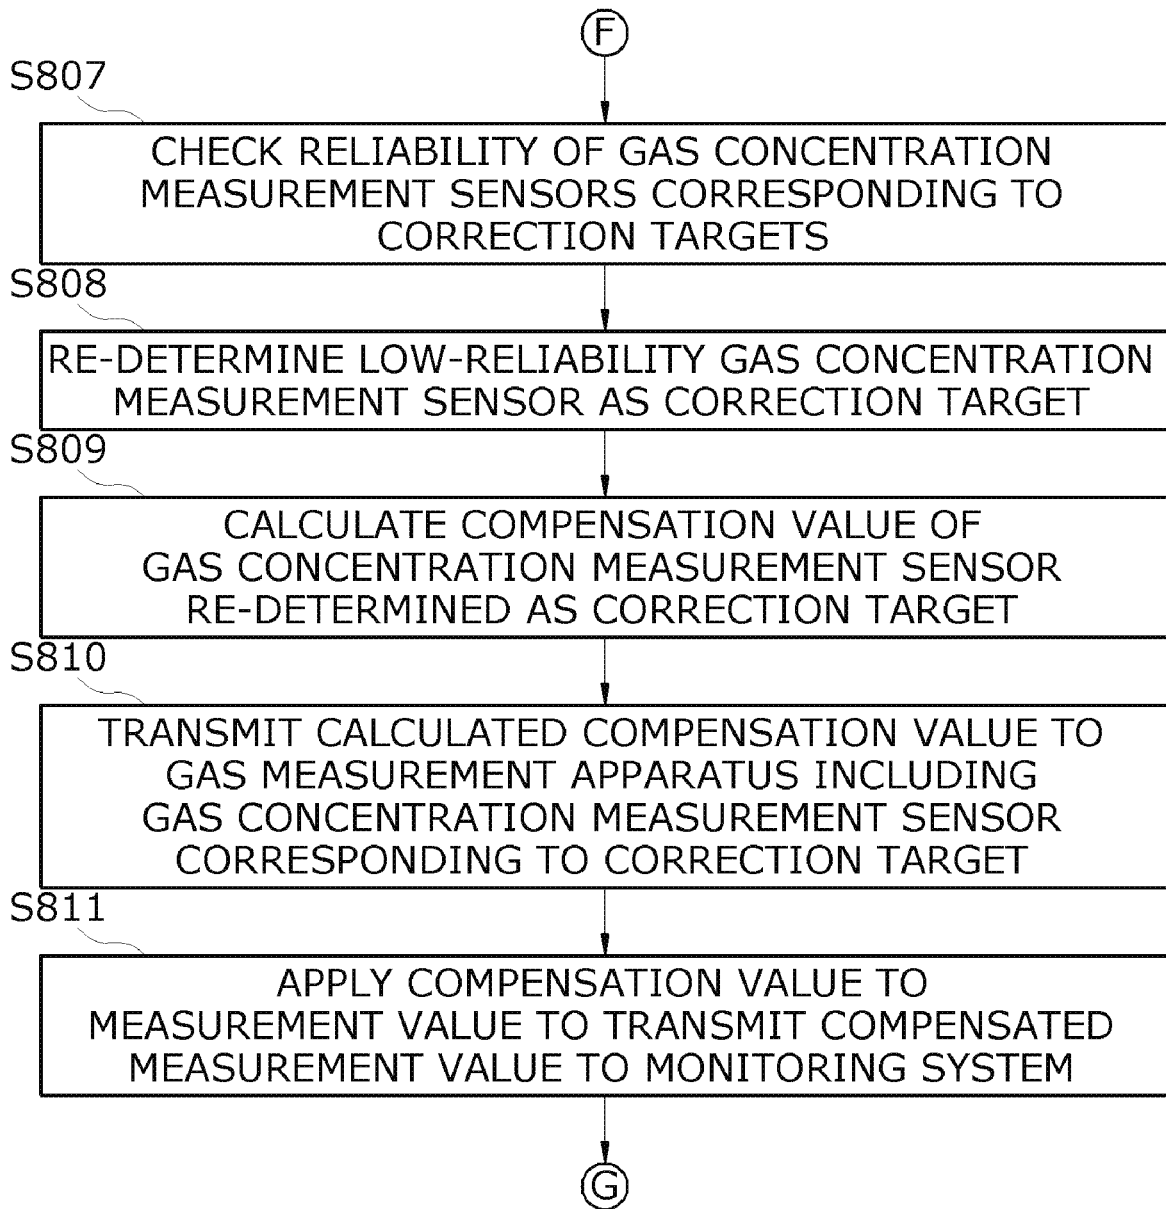 F
S807
CHECK RELIABILITY OF GAS CONCENTRATION
MEASUREMENT SENSORS CORRESPONDING TO
CORRECTION TARGETS
S808
RE-DETERMINE LOW-RELIABILITY GAS CONCENTRATION
MEASUREMENT SENSOR AS CORRECTION TARGET
S809
CALCULATE COMPENSATION VALUE OF
GAS CONCENTRATION MEASUREMENT SENSOR
RE-DETERMINED AS CORRECTION TARGET
S810
TRANSMIT CALCULATED COMPENSATION VALUE TO
GAS MEASUREMENT APPARATUS INCLUDING
GAS CONCENTRATION MEASUREMENT SENSOR
CORRESPONDING TO CORRECTION TARGET
S811
APPLY COMPENSATION VALUE TO
MEASUREMENT VALUE TO TRANSMIT COMPENSATED
MEASUREMENT VALUE TO MONITORING SYSTEM
G